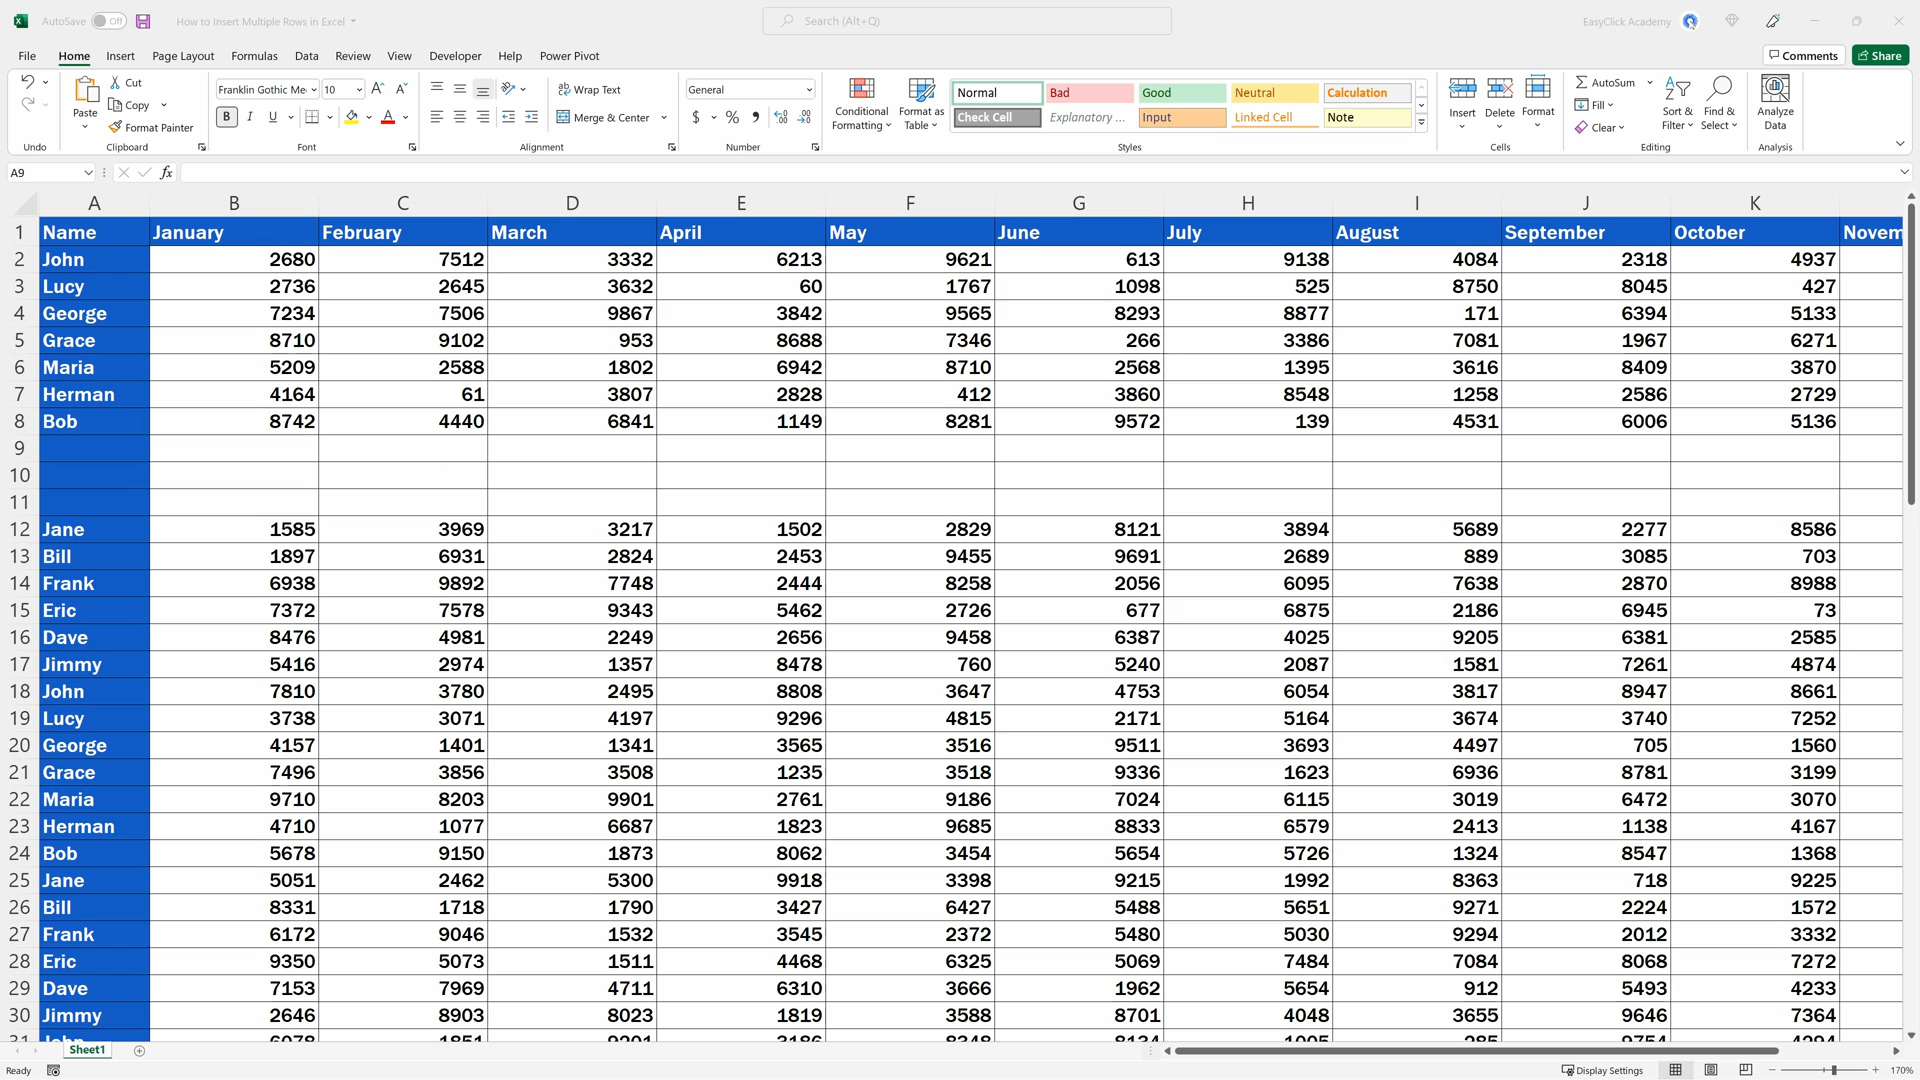 AutoSave Off How to Insert Multiple Rows in Excel Search (Alt+Q) EasyClick Academy
File Home Insert Page Layout Formulas Data Review View Developer Help Power Pivot Comments Share
Cut
Copy
Format Painter
Paste
Franklin Gothic Me 10
B I U
Wrap Text
Merge & Center
General
$ %
Conditional Formatting
Format as Table
Normal Bad Good Neutral Calculation
Check Cell Explanatory ... Input Linked Cell Note
Insert Delete Format
AutoSum
Fill
Clear
Sort & Filter
Find & Select
Analyze Data
Undo Clipboard Font Alignment Number Styles Cells Editing Analysis
A9 fx
A B C D E F G H I J K
1 Name January February March April May June July August September October Novem
2 John 2680 7512 3332 6213 9621 613 9138 4084 2318 4937
3 Lucy 2736 2645 3632 60 1767 1098 525 8750 8045 427
4 George 7234 7506 9867 3842 9565 8293 8877 171 6394 5133
5 Grace 8710 9102 953 8688 7346 266 3386 7081 1967 6271
6 Maria 5209 2588 1802 6942 8710 2568 1395 3616 8409 3870
7 Herman 4164 61 3807 2828 412 3860 8548 1258 2586 2729
8 Bob 8742 4440 6841 1149 8281 9572 139 4531 6006 5136
9
10
11
12 Jane 1585 3969 3217 1502 2829 8121 3894 5689 2277 8586
13 Bill 1897 6931 2824 2453 9455 9691 2689 889 3085 703
14 Frank 6938 9892 7748 2444 8258 2056 6095 7638 2870 8988
15 Eric 7372 7578 9343 5462 2726 677 6875 2186 6945 73
16 Dave 8476 4981 2249 2656 9458 6387 4025 9205 6381 2585
17 Jimmy 5416 2974 1357 8478 760 5240 2087 1581 7261 4874
18 John 7810 3780 2495 8808 3647 4753 6054 3817 8947 8661
19 Lucy 3738 3071 4197 9296 4815 2171 5164 3674 3740 7252
20 George 4157 1401 1341 3565 3516 9511 3693 4497 705 1560
21 Grace 7496 3856 3508 1235 3518 9336 1623 6936 8781 3199
22 Maria 9710 8203 9901 2761 9186 7024 6115 3019 6472 3070
23 Herman 4710 1077 6687 1823 9685 8833 6579 2413 1138 4167
24 Bob 5678 9150 1873 8062 3454 5654 5726 1324 8547 1368
25 Jane 5051 2462 5300 9918 3398 9215 1992 8363 718 9225
26 Bill 8331 1718 1790 3427 6427 5488 5651 9271 2224 1572
27 Frank 6172 9046 1532 3545 2372 5480 5030 9294 2012 3332
28 Eric 9350 5073 1511 4468 6325 5069 7484 7084 8068 7272
29 Dave 7153 7969 4711 6310 3666 1962 5654 912 5493 4233
30 Jimmy 2646 8903 8023 1819 3588 8701 4048 3655 9646 7364
Sheet1
Ready Display Settings 170%